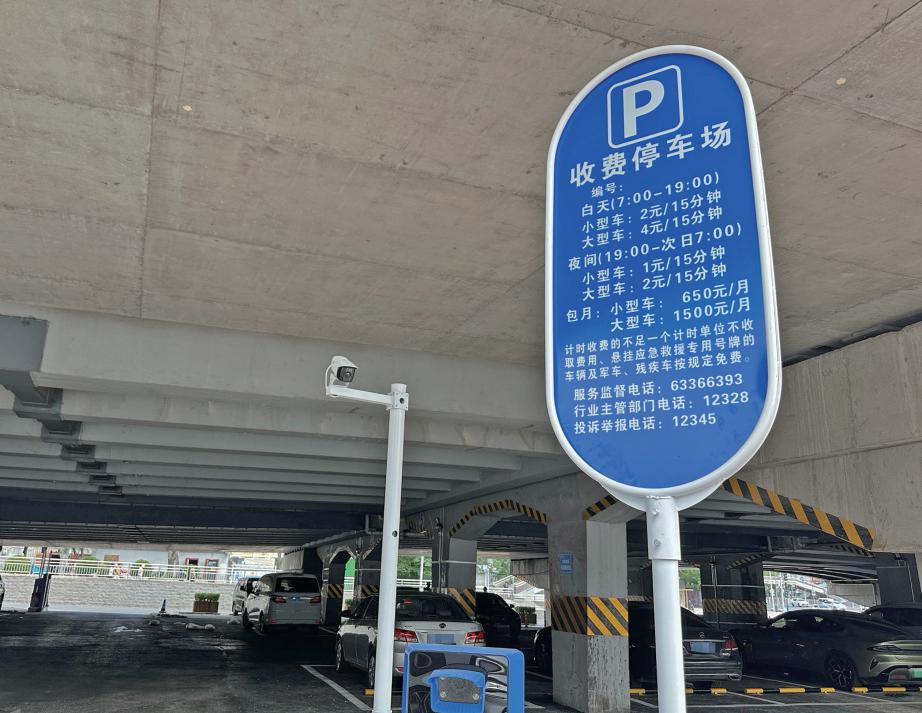 P
收费停车场
编号:
白天(7:00-19:00)
小型车: 2元/15分钟
大型车: 4元/15分钟
夜间(19:00-次日7:00)
小型车: 1元/15分钟
大型车: 2元/15分钟
包月: 小型车: 650元/月
大型车: 1500元/月
计时收费的不足一个计时单位不收
取费用、悬挂应急救援专用号牌的
车辆及军车、残疾车按规定免费。
服务监督电话: 63366393
行业主管部门电话: 12328
投诉举报电话: 12345